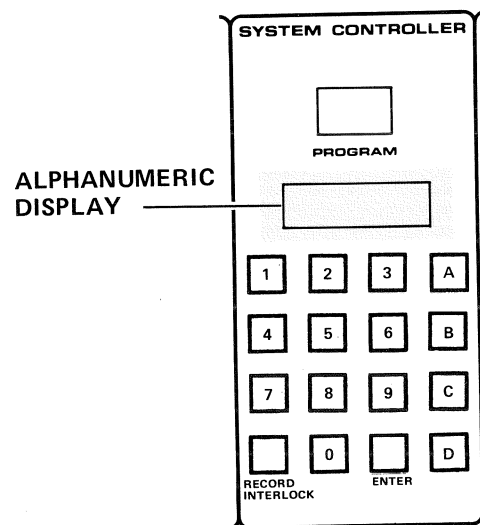 SYSTEM CONTROLLER
PROGRAM
ALPHANUMERIC
DISPLAY
1 2 3 A
4 5 6 B
7 8 9 C
0 D
RECORD
INTERLOCK
ENTER